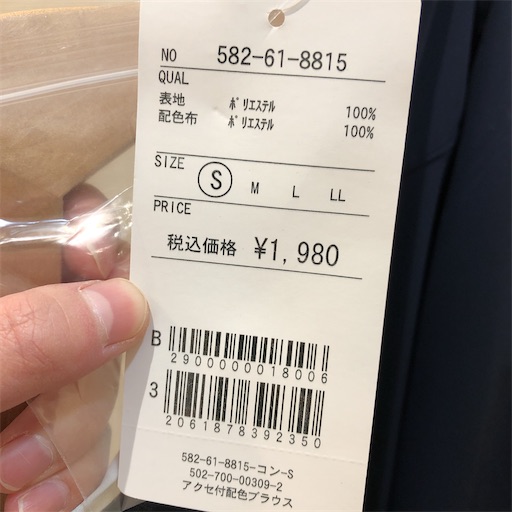 NO 582-61-8815
QUAL
表地 ﾎﾟﾘｴｽﾃﾙ 100%
配色布 ﾎﾟﾘｴｽﾃﾙ 100%
SIZE S M L LL
PRICE
税込価格 ¥1,980
B
2900000018006
3
2061878392350
582-61-8815-コン-S
502-700-00309-2
アクセ付配色ブラウス